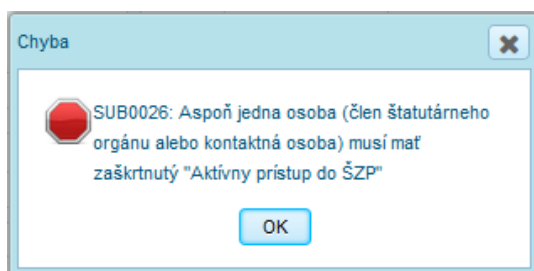 Chyba
SUB0026: Aspoň jedna osoba (člen štatutárneho
orgánu alebo kontaktná osoba) musí mať
zaškrtnutý "Aktívny prístup do ŠZP"
OK